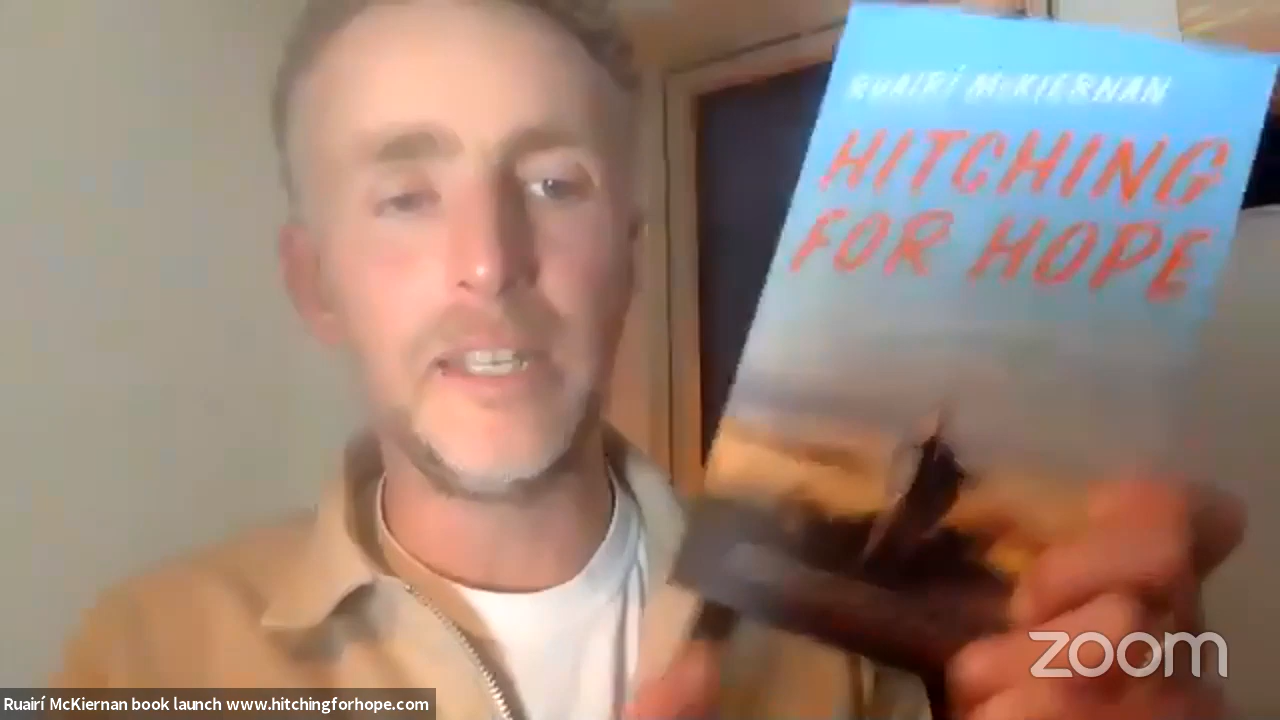 RUAIRÍ McKIERNAN
HITCHING
FOR HOPE
zoom
Ruairí McKiernan book launch www.hitchingforhope.com